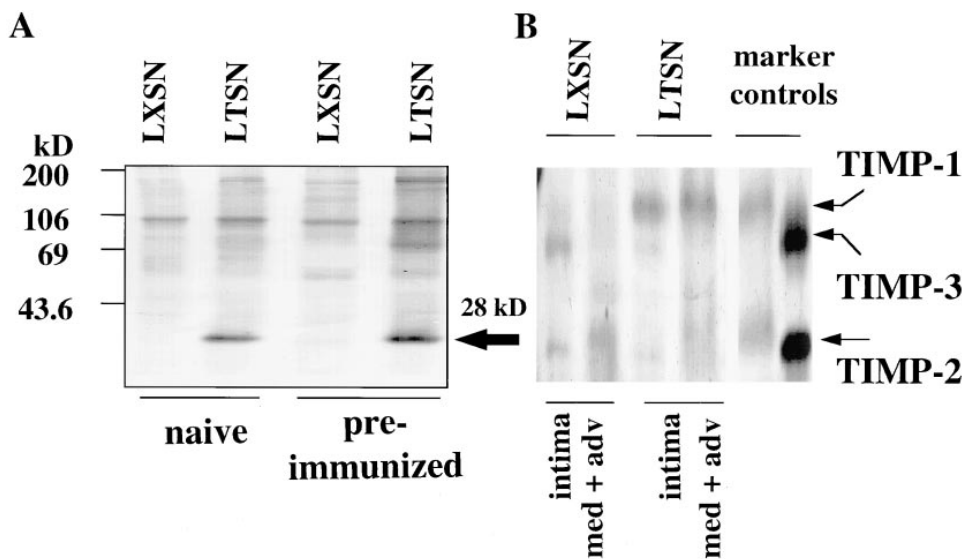 A
LXSN
LTSN
LXSN
LTSN
kD
200
106
69
43.6
28 kD
naive
pre-
immunized
B
LXSN
LTSN
marker
controls
TIMP-1
TIMP-3
TIMP-2
intima
med + adv
intima
med + adv